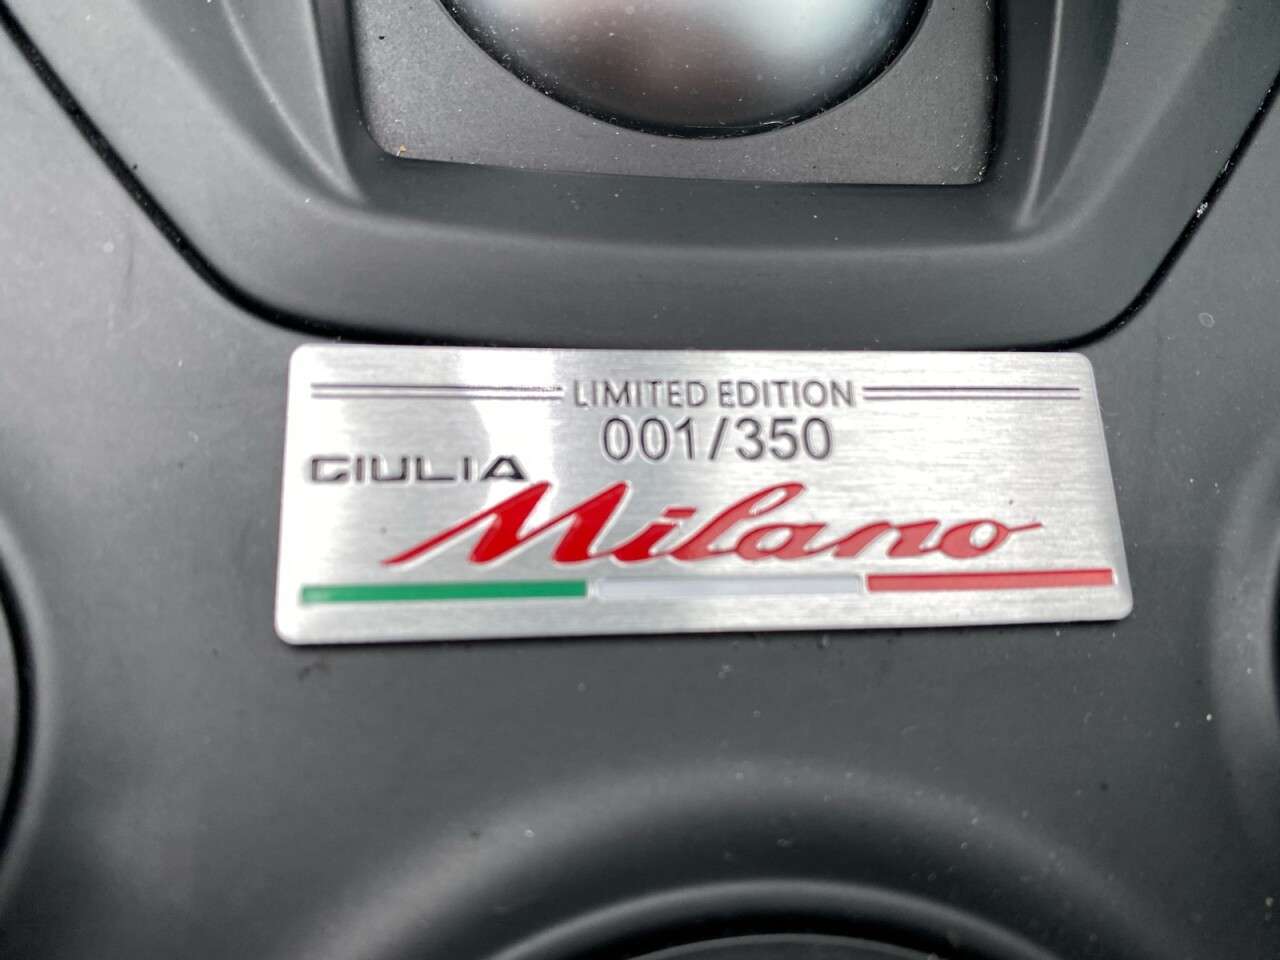 LIMITED EDITION
001/350
GIULIA
Milano